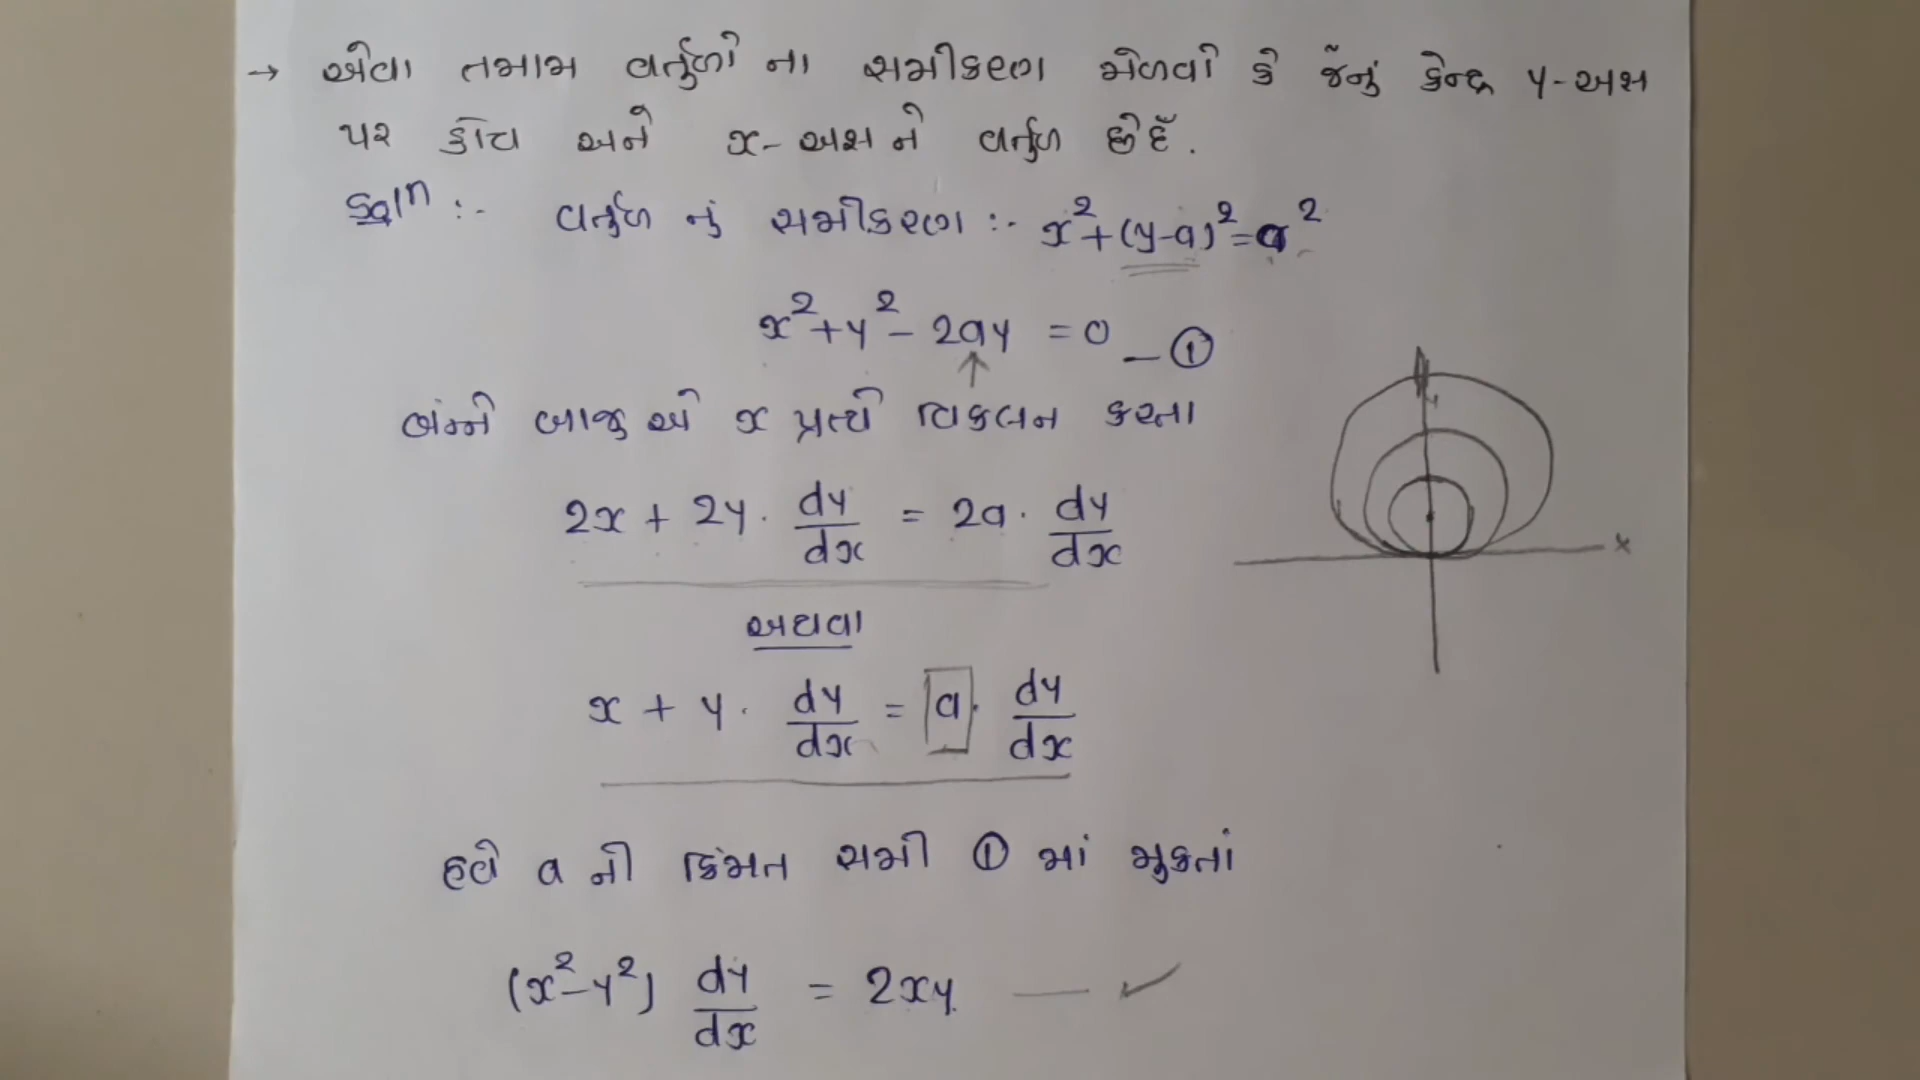 → એવા તમામ વર્તુળો ના સમીકરણ મેળવો કે જેનું કેન્દ્ર y-અક્ષ
પર હોય અને x-અક્ષ ને વર્તુળ છેદે.
Solⁿ :- વર્તુળ નું સમીકરણ :- x² + (y-a)² = a²
x² + y² - 2ay = 0 — ①
↑
બંન્ને બાજુ એ x પ્રત્યે વિકલન કરતા
2x + 2y · dy/dx = 2a · dy/dx
અથવા
x + y · dy/dx = a · dy/dx
હવે a ની કિંમત સમી ① માં મુકતાં
(x² - y²) dy/dx = 2xy. — ✓
y
x